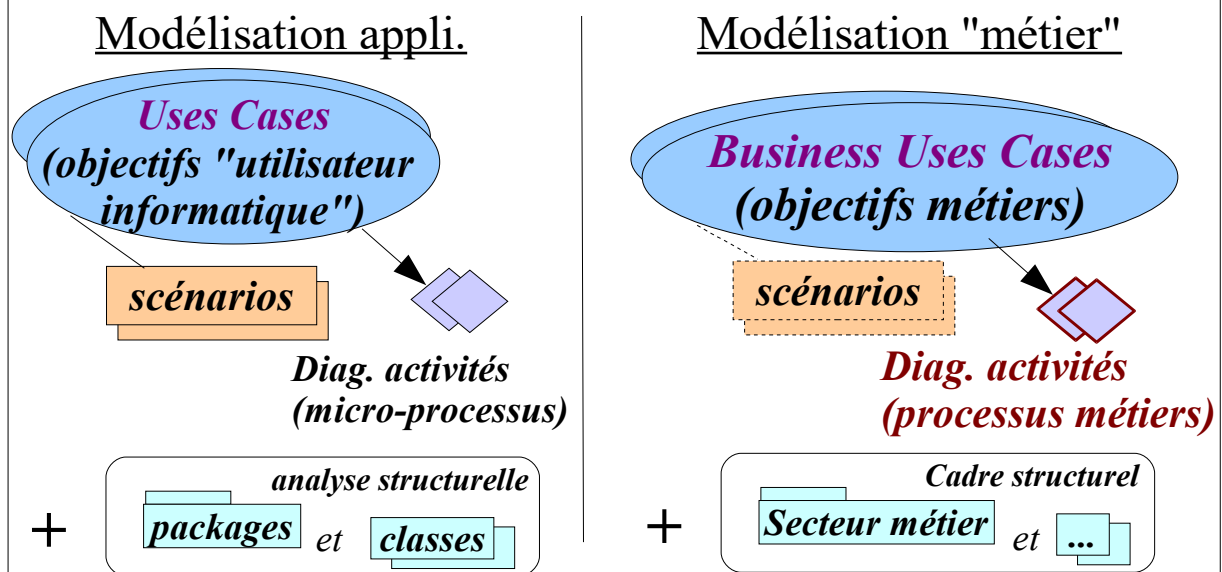 Modélisation appli.
Uses Cases
(objectifs "utilisateur
informatique")
scénarios
Diag. activités
(micro-processus)
+
analyse structurelle
packages et classes
Modélisation "métier"
Business Uses Cases
(objectifs métiers)
scénarios
Diag. activités
(processus métiers)
+
Cadre structurel
Secteur métier et ...